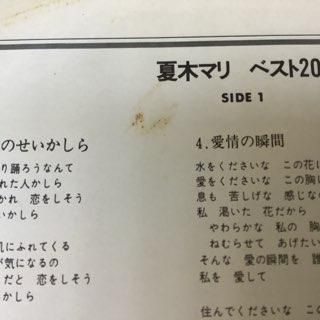 夏木マリ ベスト20
SIDE 1
のせいかしら
り踊ろうなんて
れた人かしら
かれ 恋をしそう
いかしら
肌にふれてくる
が気になるの
だと 恋をしそう
かしら
4.愛情の瞬間
水をくださいな この花に
愛をくださいな この胸に
息も 苦しげな 感じな
私 渇いた 花だから
やわらかな 私の 胸
ねむらせて あげたい
そんな 愛の瞬間を 誰
私を 愛して
住んでくださいな この